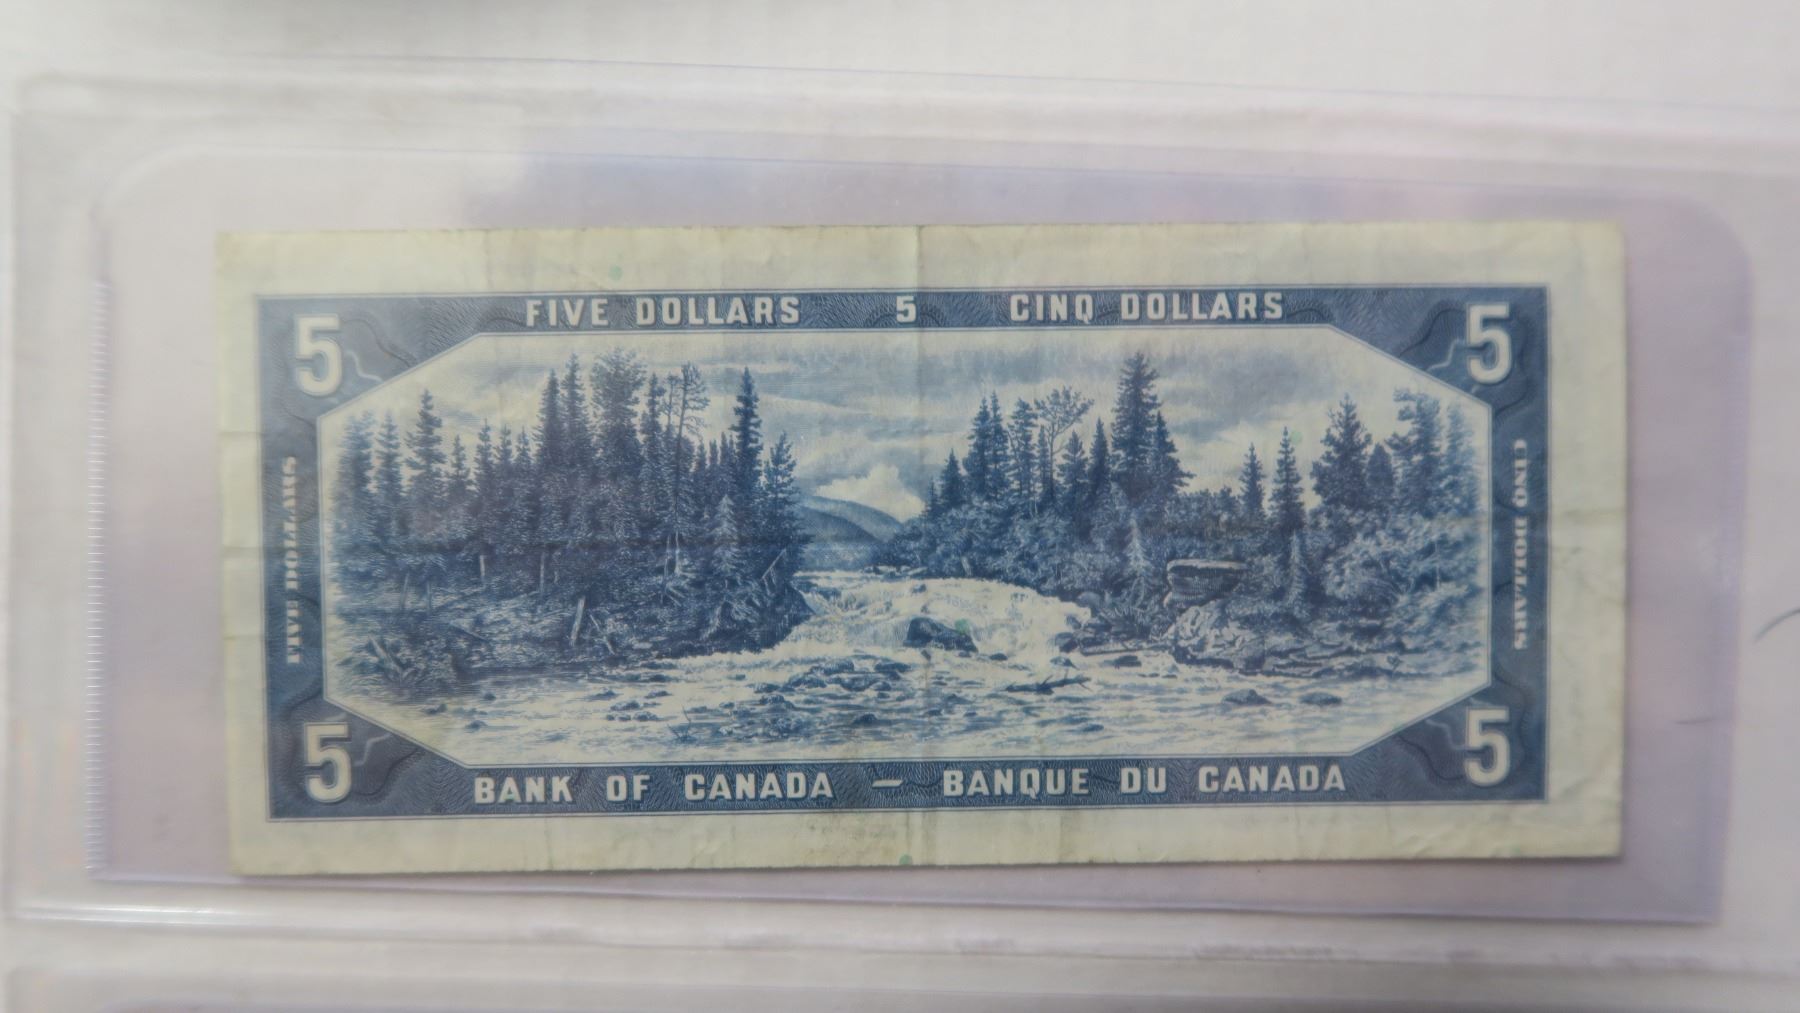 FIVE DOLLARS 5 CINQ DOLLARS
5 5
FIVE DOLLARS
CINQ DOLLARS
5 5
BANK OF CANADA — BANQUE DU CANADA